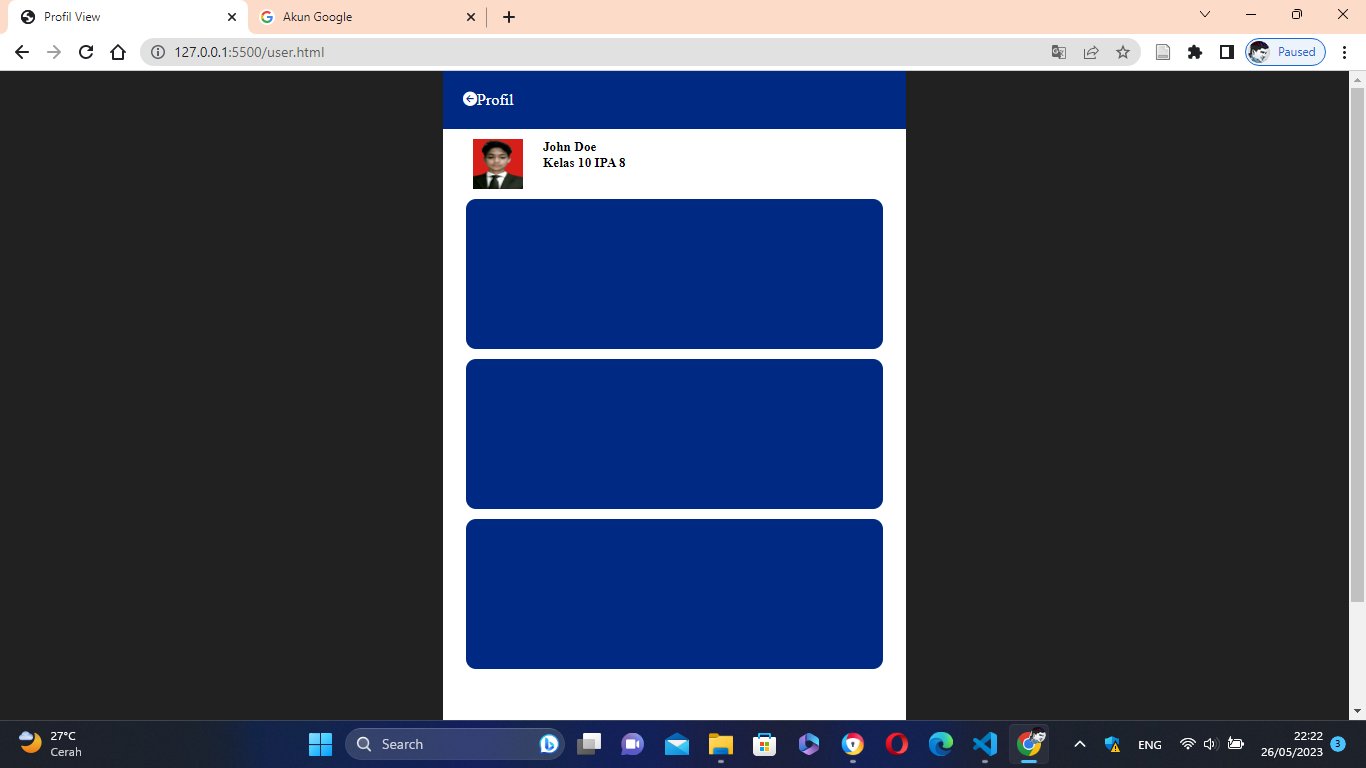 Profil View
Akun Google
127.0.0.1:5500/user.html
Paused
Profil
John Doe
Kelas 10 IPA 8
27°C
Cerah
Search
ENG
22:22
26/05/2023
3